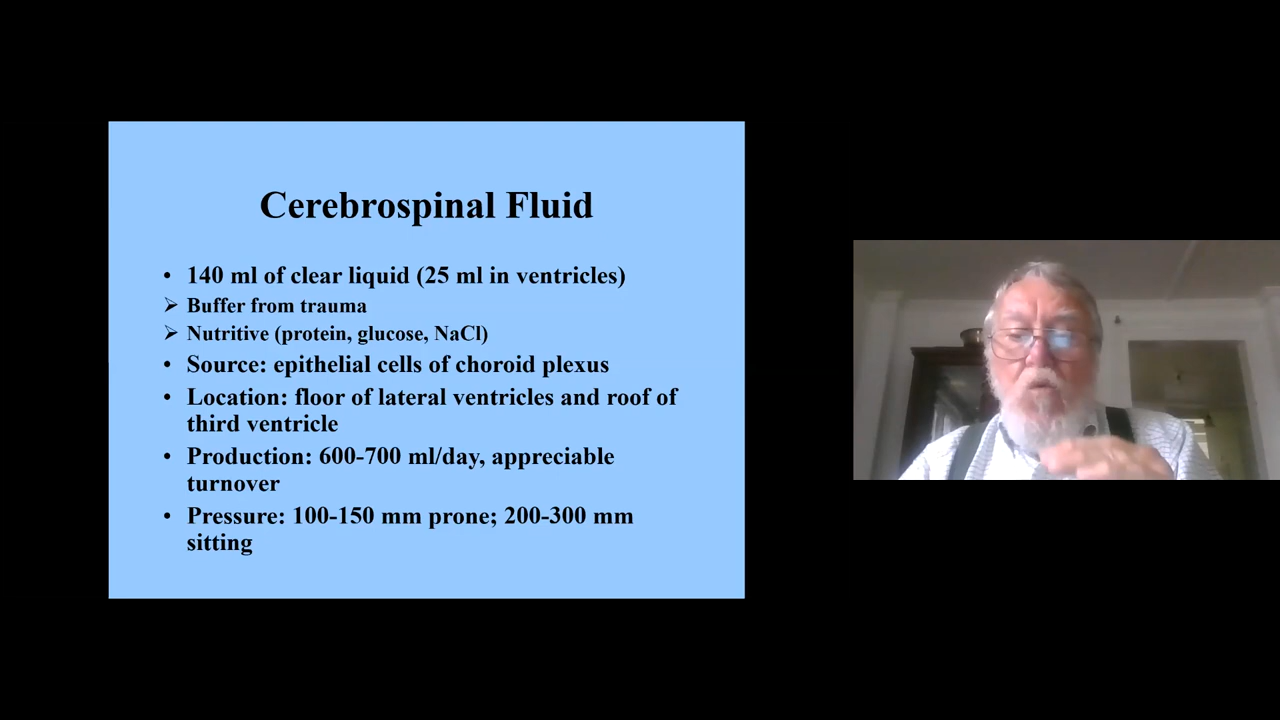 Cerebrospinal Fluid
• 140 ml of clear liquid (25 ml in ventricles)
➢ Buffer from trauma
➢ Nutritive (protein, glucose, NaCl)
• Source: epithelial cells of choroid plexus
• Location: floor of lateral ventricles and roof of
third ventricle
• Production: 600-700 ml/day, appreciable
turnover
• Pressure: 100-150 mm prone; 200-300 mm
sitting